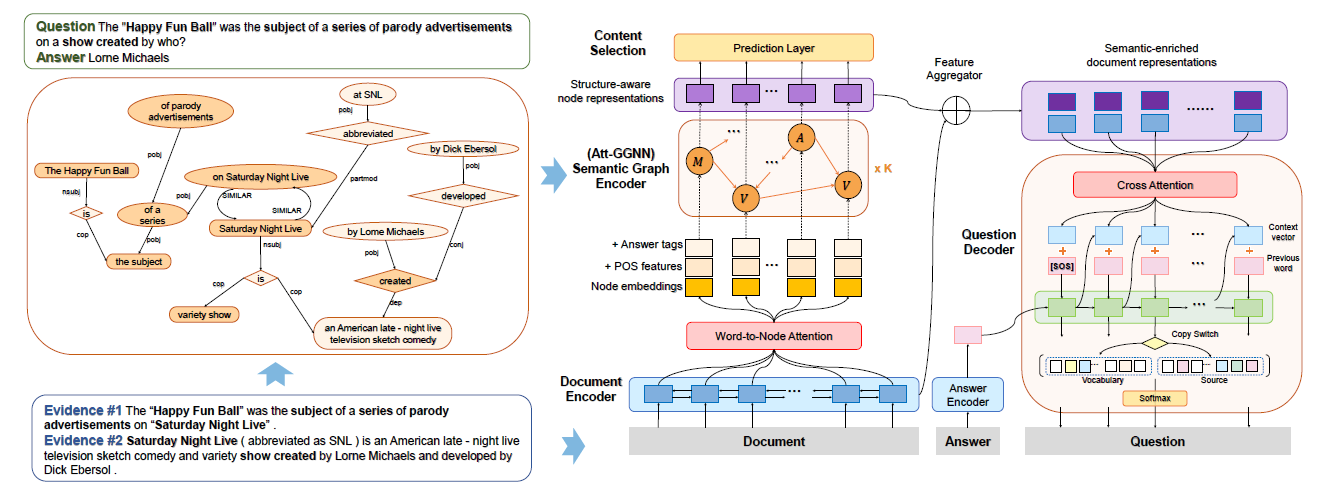 Question The "Happy Fun Ball" was the subject of a series of parody advertisements
on a show created by who?
Answer Lorne Michaels
at SNL
of parody
advertisements
abbreviated
pobj
pobj
by Dick Ebersol
The Happy Fun Ball
on Saturday Night Live
partmod
pobj
nsubj
pobj
SIMILAR
developed
is
of a
series
SIMILAR
Saturday Night Live
by Lorne Michaels
cop
pobj
nsubj
pobj
conj
the subject
is
created
cop
cop
dep
variety show
an American late - night live
television sketch comedy
Evidence #1 The "Happy Fun Ball" was the subject of a series of parody
advertisements on "Saturday Night Live" .
Evidence #2 Saturday Night Live ( abbreviated as SNL ) is an American late - night live
television sketch comedy and variety show created by Lorne Michaels and developed by
Dick Ebersol .
Content
Selection
Prediction Layer
Structure-aware
node representations
...
(Att-GGNN)
Semantic Graph
Encoder
M
...
A
...
V
V
x K
+ Answer tags
+ POS features
Node embeddings
...
Word-to-Node Attention
Document
Encoder
...
Document
Feature
Aggregator
Answer
Encoder
Answer
Semantic-enriched
document representations
......
Cross Attention
Question
Decoder
...
Context
vector
+ + + +
[SOS]
...
Previous
word
...
Copy Switch
...
...
Vocabulary
Source
Softmax
Question